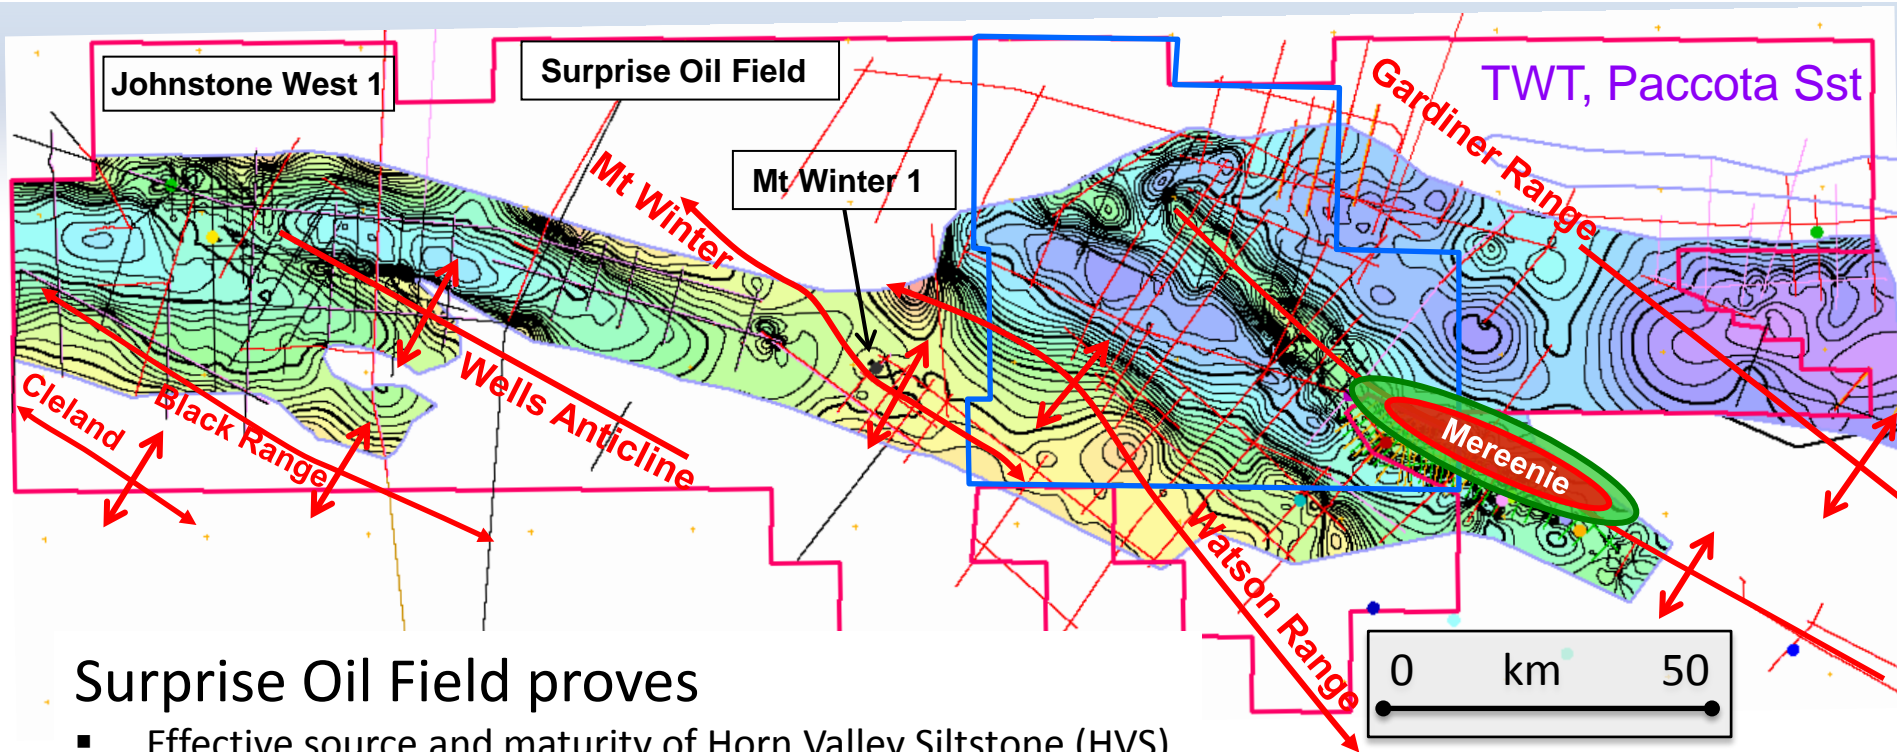 Johnstone West 1
Surprise Oil Field
TWT, Paccota Sst
Gardiner Range
Mt Winter
Mt Winter 1
Wells Anticline
Cleland
Black Range
Mereenie
Watson Range
0 km 50
Surprise Oil Field proves
▪ Effective source and maturity of Horn Valley Siltstone (HVS)